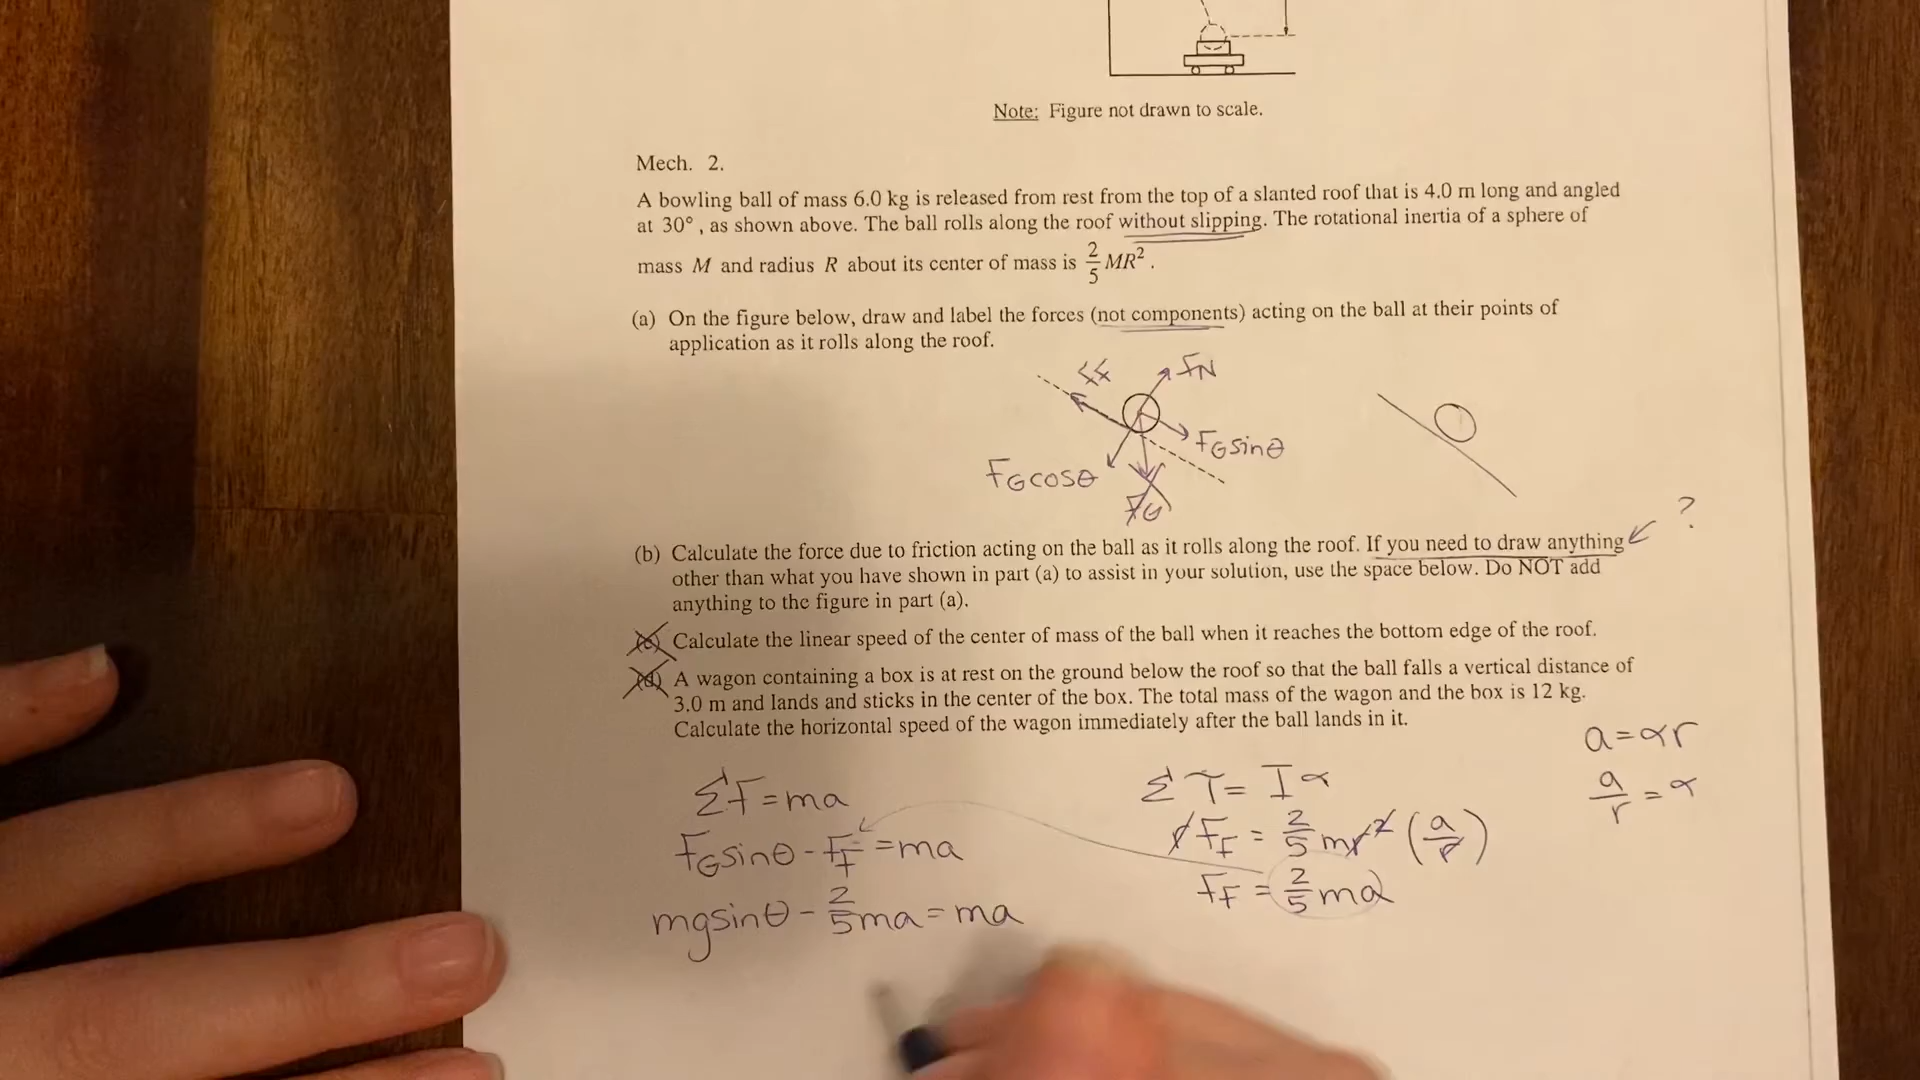 Note: Figure not drawn to scale.
Mech. 2.
A bowling ball of mass 6.0 kg is released from rest from the top of a slanted roof that is 4.0 m long and angled
at 30°, as shown above. The ball rolls along the roof without slipping. The rotational inertia of a sphere of
mass M and radius R about its center of mass is 2/5 MR².
(a) On the figure below, draw and label the forces (not components) acting on the ball at their points of
application as it rolls along the roof.
Ff
FN
FG sinθ
FG cosθ
FG
?
(b) Calculate the force due to friction acting on the ball as it rolls along the roof. If you need to draw anything
other than what you have shown in part (a) to assist in your solution, use the space below. Do NOT add
anything to the figure in part (a).
(c) Calculate the linear speed of the center of mass of the ball when it reaches the bottom edge of the roof.
(d) A wagon containing a box is at rest on the ground below the roof so that the ball falls a vertical distance of
3.0 m and lands and sticks in the center of the box. The total mass of the wagon and the box is 12 kg.
Calculate the horizontal speed of the wagon immediately after the ball lands in it.
ΣF = ma
FG sinθ - FF = ma
mg sinθ - 2/5 ma = ma
Στ = Iα
r FF = 2/5 mr² (a/r)
FF = 2/5 ma
a = αr
a/r = α